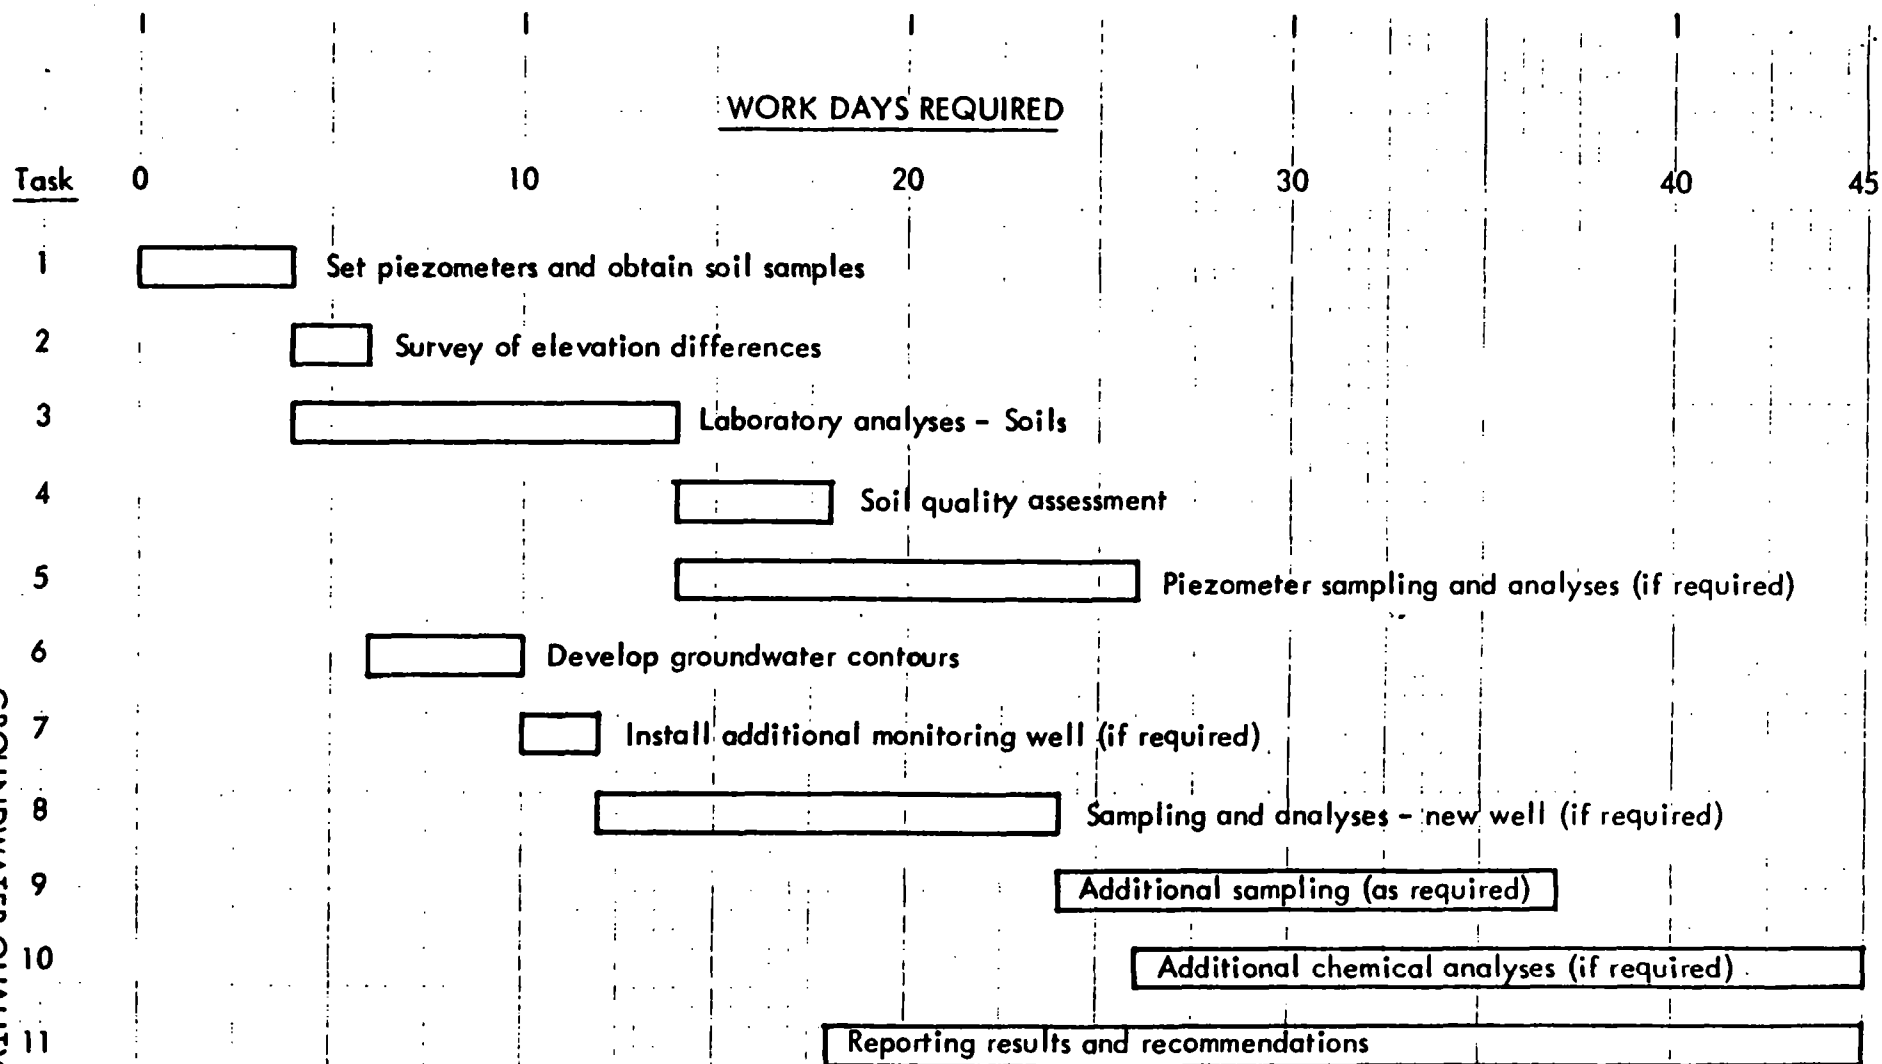 WORK DAYS REQUIRED
Task 0 10 20 30 40 45
1 Set piezometers and obtain soil samples
2 Survey of elevation differences
3 Laboratory analyses - Soils
4 Soil quality assessment
5 Piezometer sampling and analyses (if required)
6 Develop groundwater contours
7 Install additional monitoring well (if required)
8 Sampling and analyses - new well (if required)
9 Additional sampling (as required)
10 Additional chemical analyses (if required)
11 Reporting results and recommendations